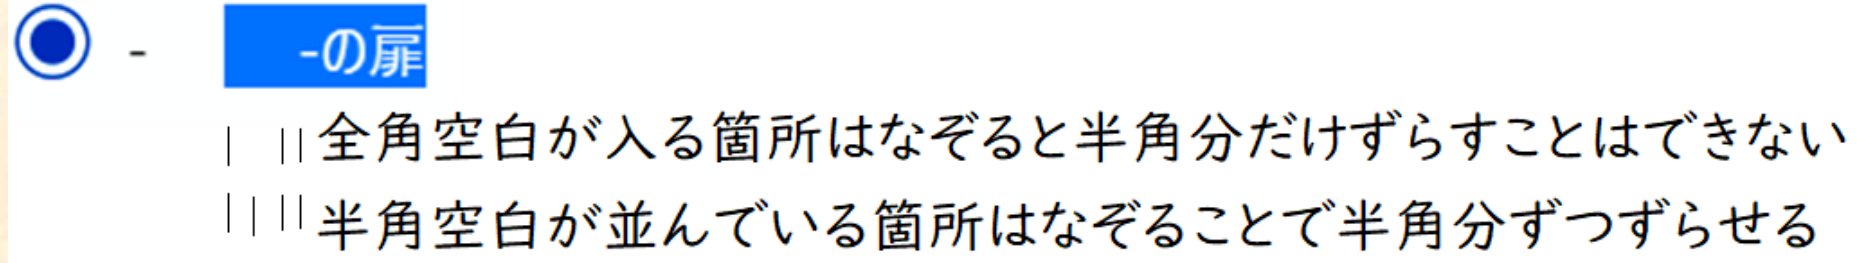 -　　-の扉
全角空白が入る箇所はなぞると半角分だけずらすことはできない
半角空白が並んでいる箇所はなぞることで半角分ずつずらせる